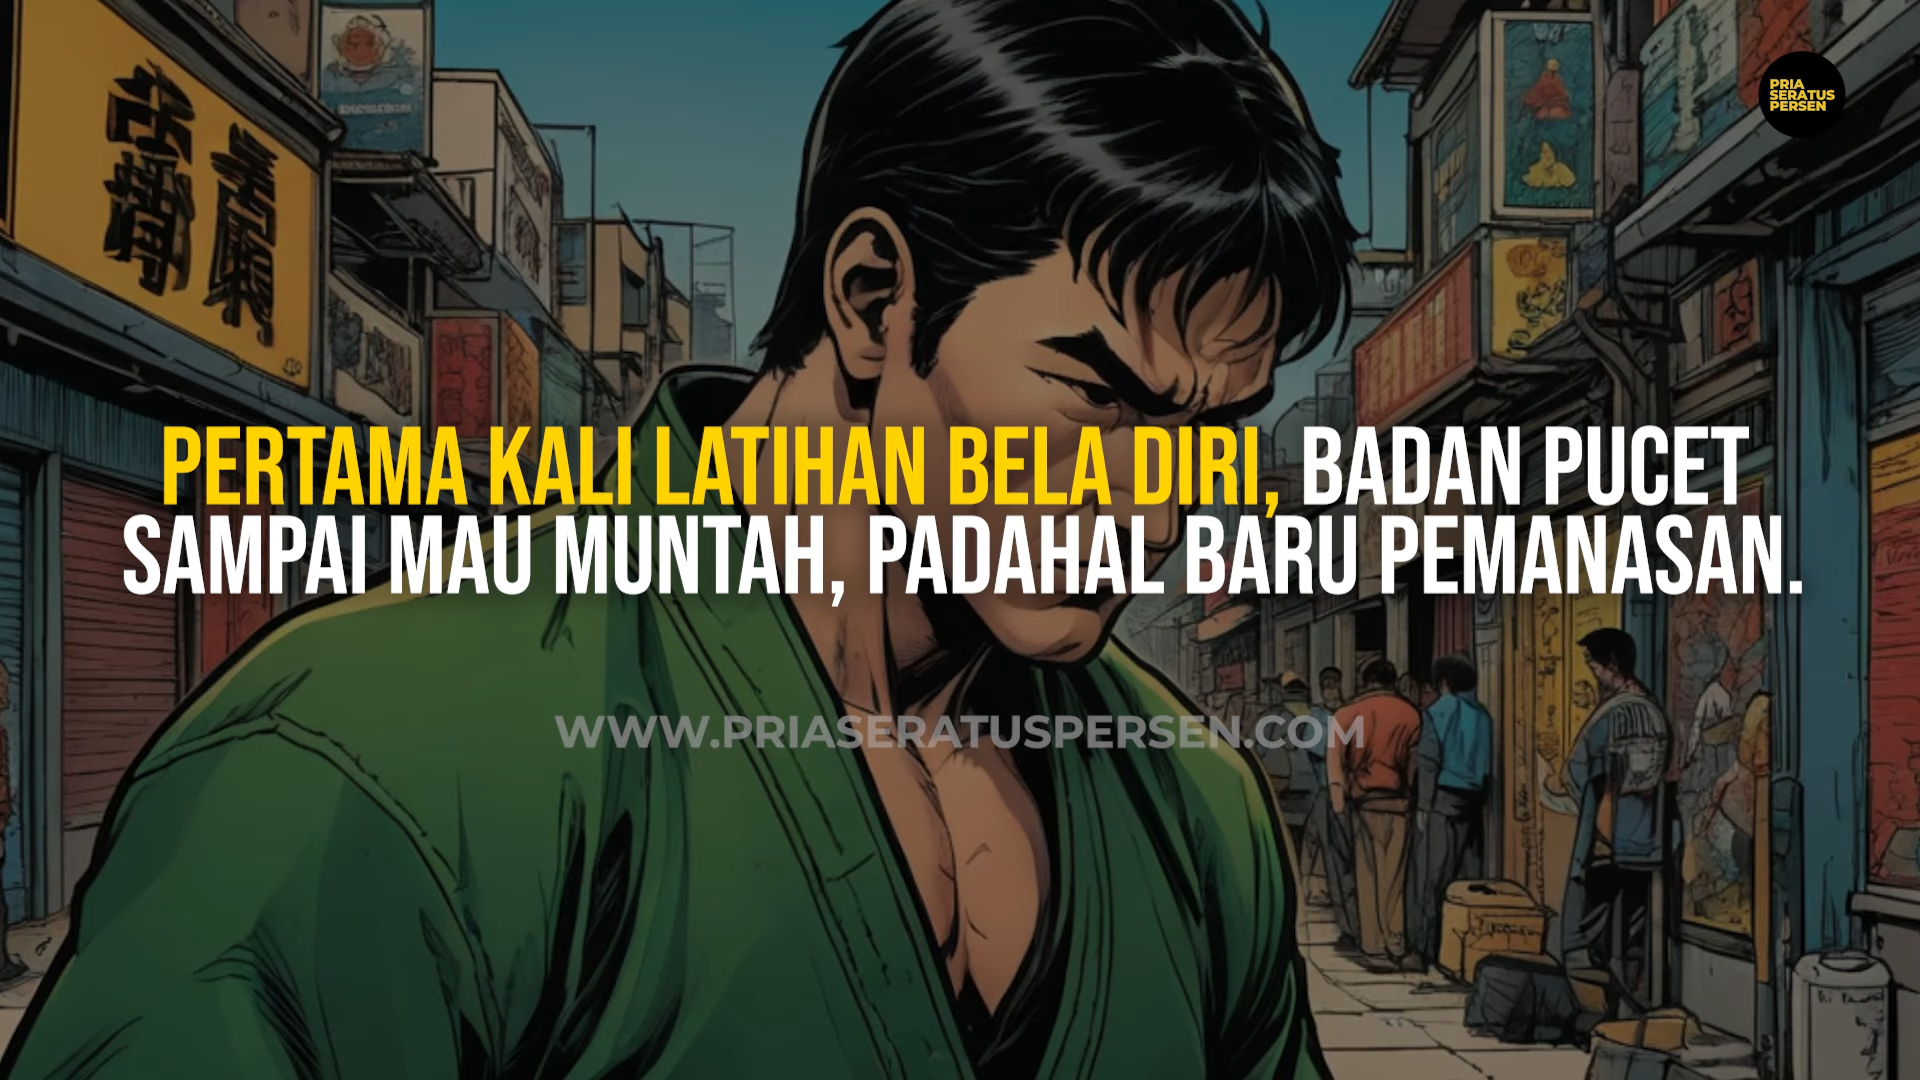 PRIA
SERATUS
PERSEN
PERTAMA KALI LATIHAN BELA DIRI, BADAN PUCET
SAMPAI MAU MUNTAH, PADAHAL BARU PEMANASAN.
WWW.PRIASERATUSPERSEN.COM